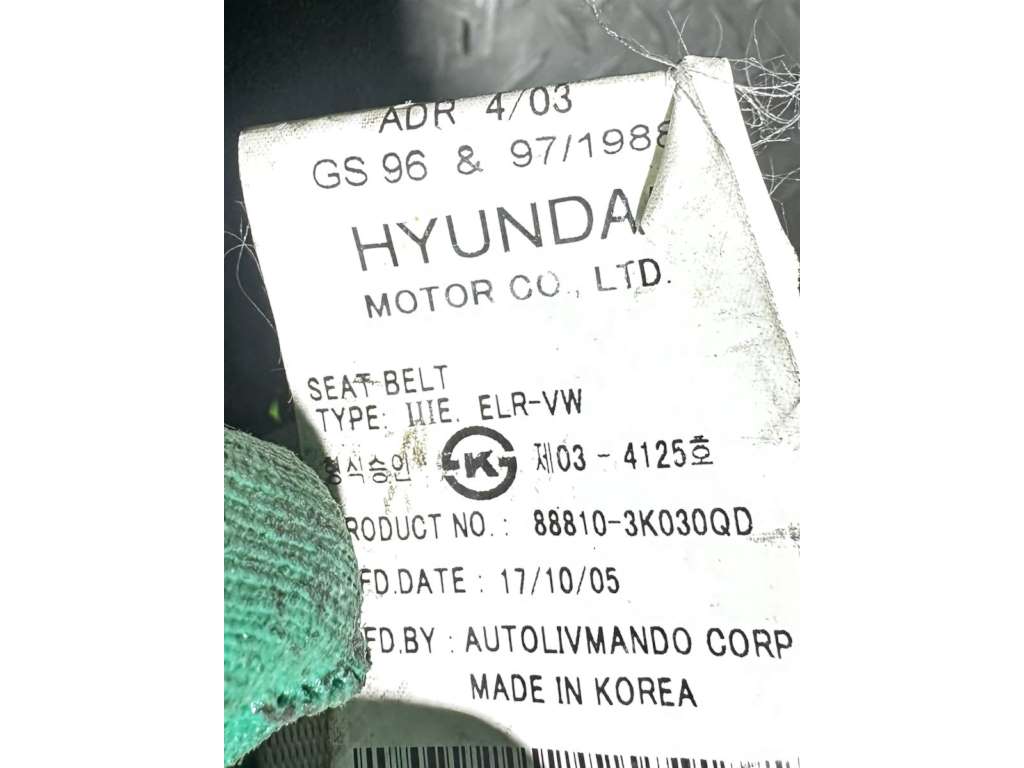 ADR 4/03
GS 96 & 97/1988
HYUNDAI
MOTOR CO., LTD.
SEAT BELT
TYPE: IIIE. ELR-VW
형식승인 K 제03-4125호
PRODUCT NO.: 88810-3K030QD
FD.DATE : 17/10/05
FD.BY : AUTOLIVMANDO CORP
MADE IN KOREA